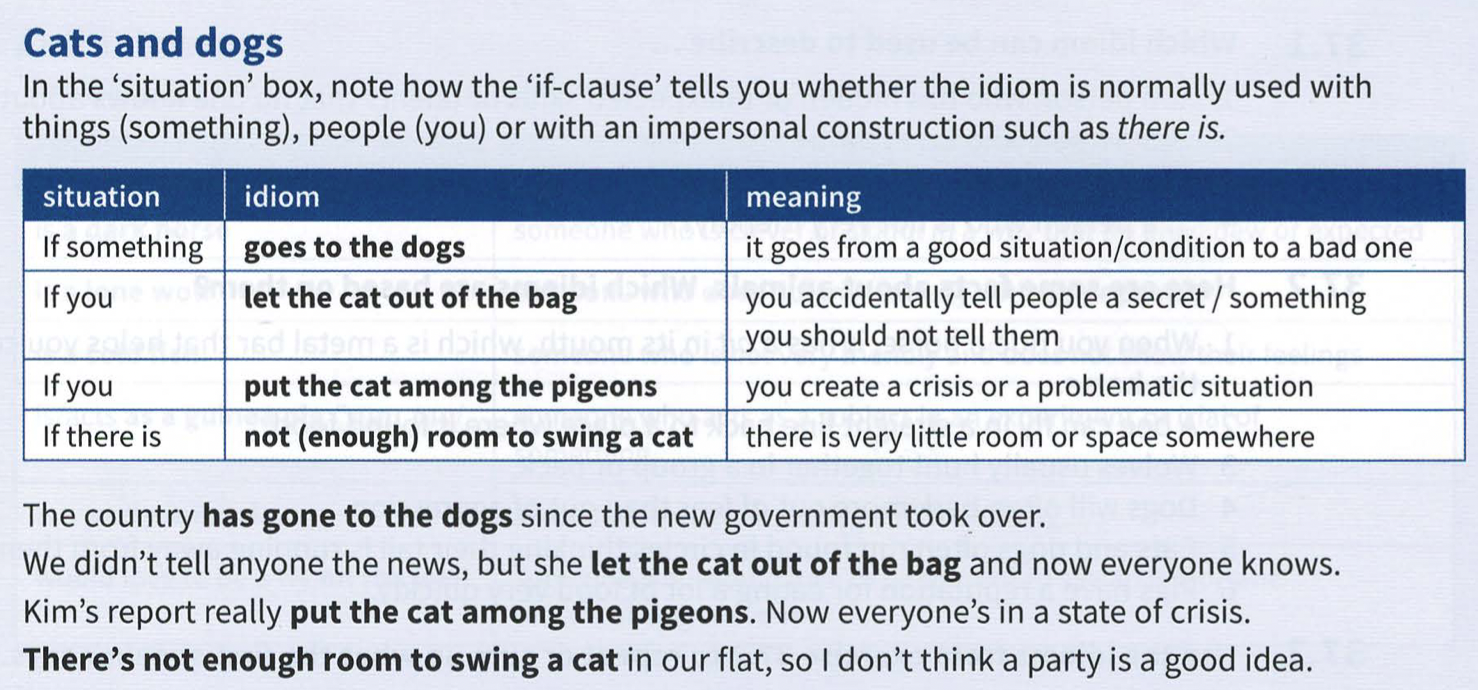 Cats and dogs
In the ‘situation’ box, note how the ‘if-clause’ tells you whether the idiom is normally used with
things (something), people (you) or with an impersonal construction such as there is.
situation idiom meaning
If something goes to the dogs it goes from a good situation/condition to a bad one
If you let the cat out of the bag you accidentally tell people a secret / something
you should not tell them
If you put the cat among the pigeons you create a crisis or a problematic situation
If there is not (enough) room to swing a cat there is very little room or space somewhere
The country has gone to the dogs since the new government took over.
We didn’t tell anyone the news, but she let the cat out of the bag and now everyone knows.
Kim’s report really put the cat among the pigeons. Now everyone’s in a state of crisis.
There’s not enough room to swing a cat in our flat, so I don’t think a party is a good idea.